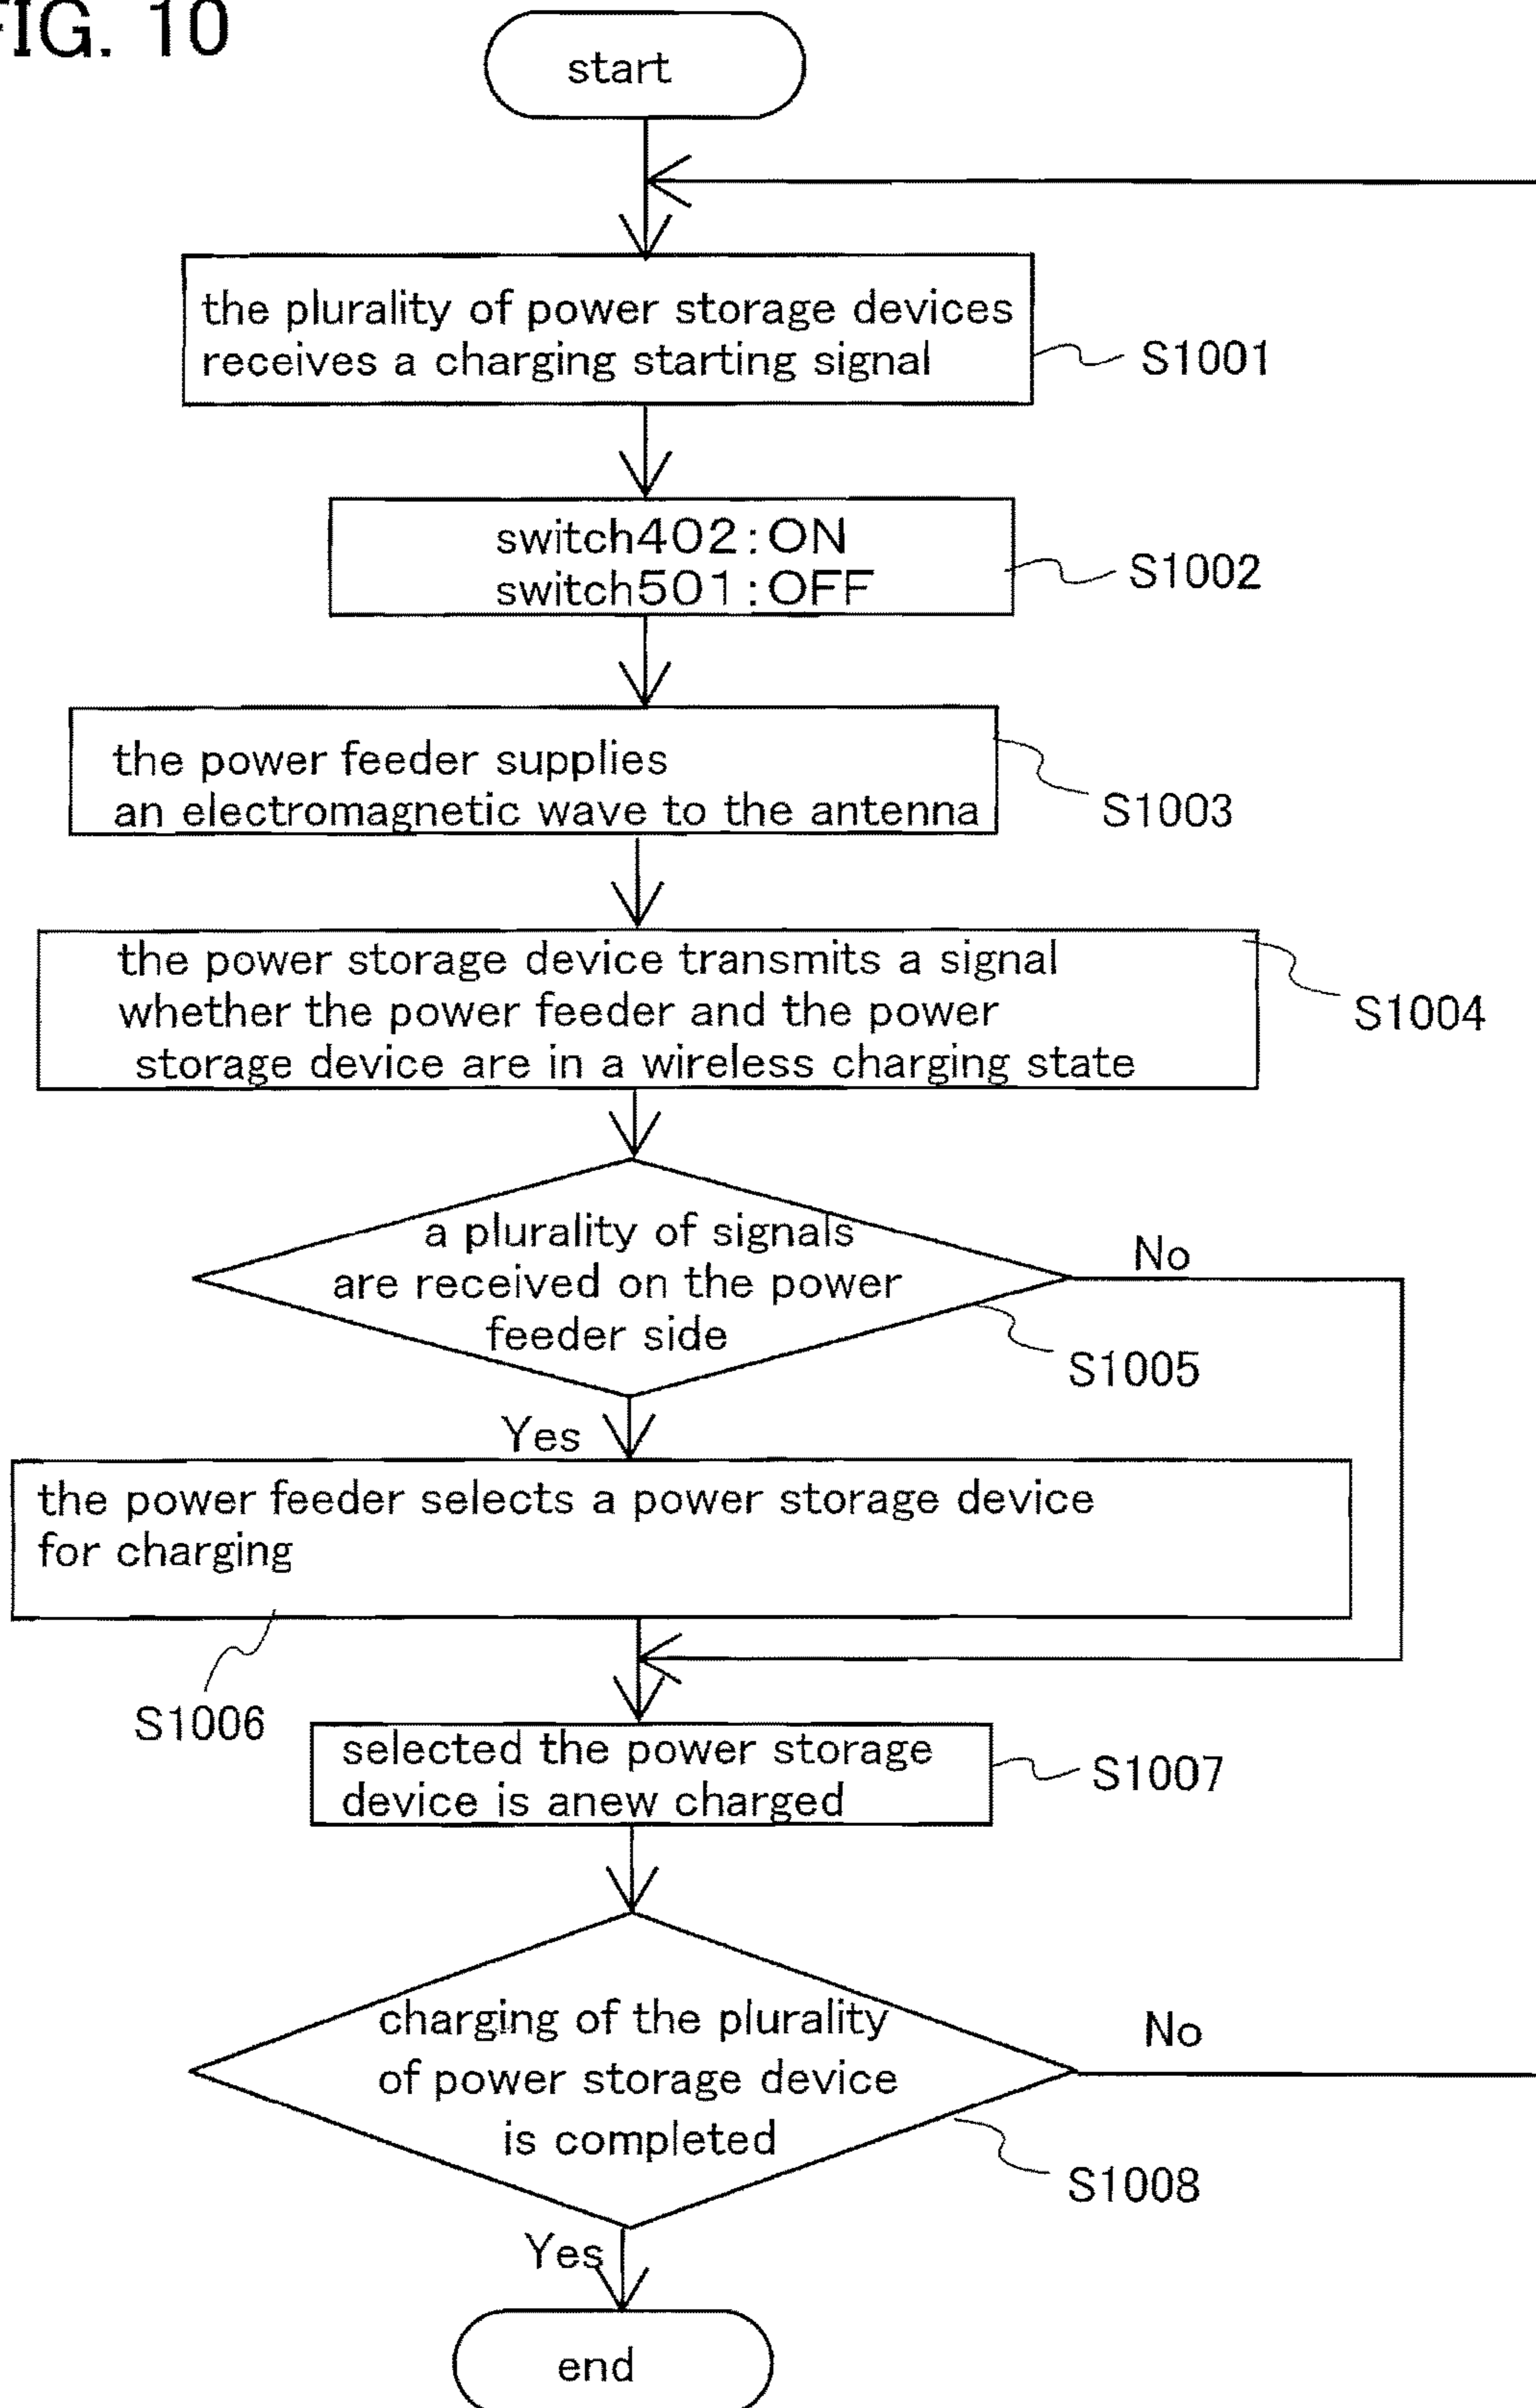 FIG. 10
start
the plurality of power storage devices
receives a charging starting signal
S1001
switch402:ON
switch501:OFF
S1002
the power feeder supplies
an electromagnetic wave to the antenna
S1003
the power storage device transmits a signal
whether the power feeder and the power
storage device are in a wireless charging state
S1004
a plurality of signals
are received on the power
feeder side
No
S1005
Yes
the power feeder selects a power storage device
for charging
S1006
selected the power storage
device is anew charged
S1007
charging of the plurality
of power storage device
is completed
No
S1008
Yes
end